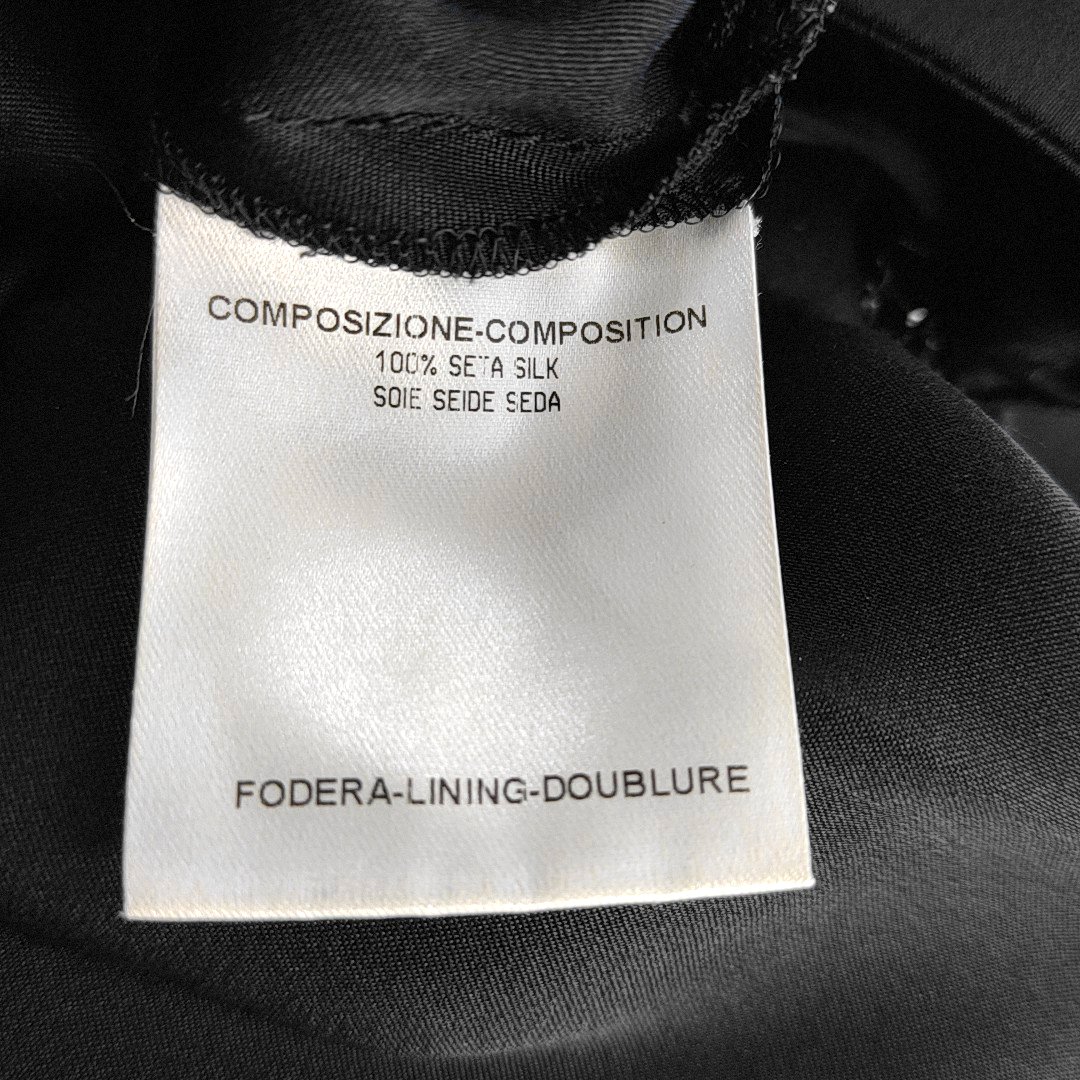 COMPOSIZIONE-COMPOSITION
100% SETA SILK
SOIE SEIDE SEDA
FODERA-LINING-DOUBLURE